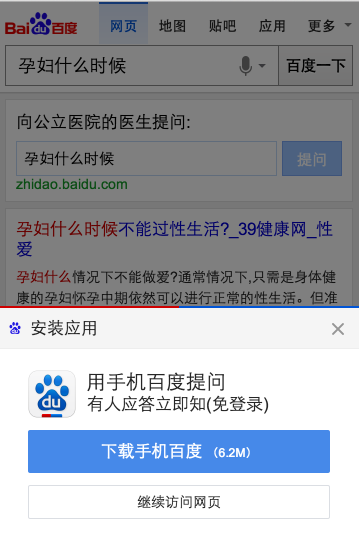 Bai du 百度 网页 地图 贴吧 应用 更多
孕妇什么时候 百度一下
向公立医院的医生提问:
孕妇什么时候 提问
zhidao.baidu.com
孕妇什么时候不能过性生活?_39健康网_性
爱
孕妇什么情况下不能做爱?通常情况下,只需是身体健
康的孕妇怀孕中期依然可以进行正常的性生活。但准
安装应用
du
用手机百度提问
有人应答立即知(免登录)
下载手机百度 (6.2M)
继续访问网页